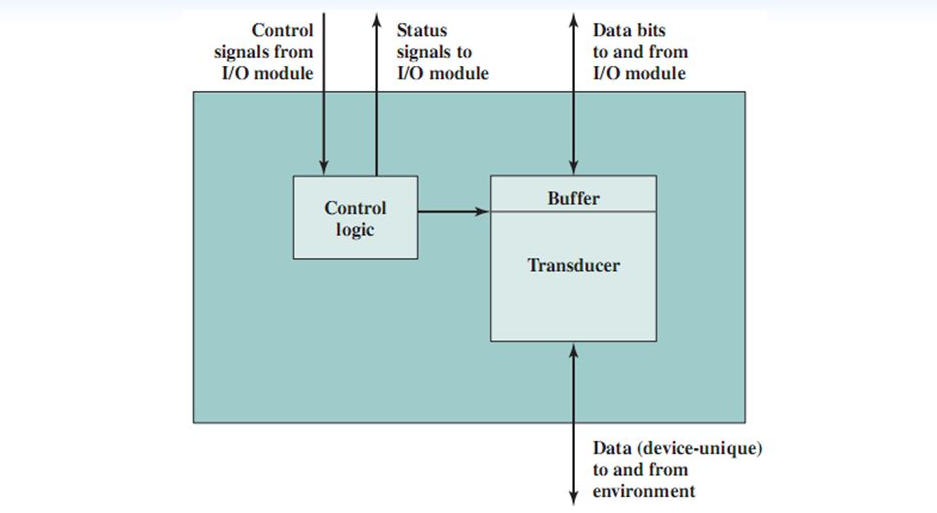 Control
signals from
I/O module
Status
signals to
I/O module
Data bits
to and from
I/O module
Control
logic
Buffer
Transducer
Data (device-unique)
to and from
environment